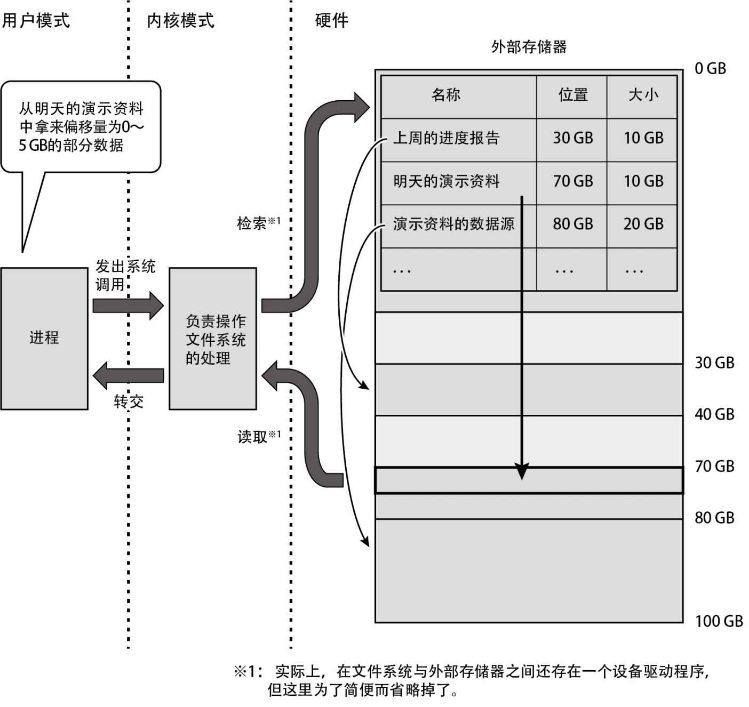 用户模式
内核模式
硬件
外部存储器
0 GB
从明天的演示资料
中拿来偏移量为0～
5GB的部分数据
名称 位置 大小
上周的进度报告 30 GB 10 GB
明天的演示资料 70 GB 10 GB
演示资料的数据源 80 GB 20 GB
... ... ...
检索※1
发出系统
调用
进程
负责操作
文件系统
的处理
转交
读取※1
30 GB
40 GB
70 GB
80 GB
100 GB
※1： 实际上，在文件系统与外部存储器之间还存在一个设备驱动程序，
但这里为了简便而省略掉了。